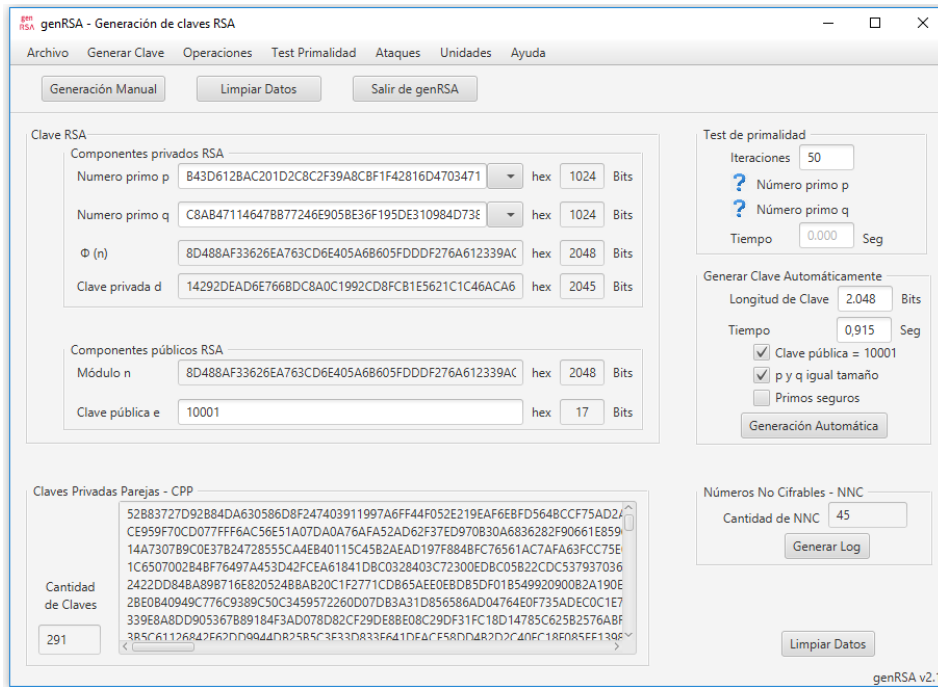 gen RSA genRSA - Generación de claves RSA
Archivo Generar Clave Operaciones Test Primalidad Ataques Unidades Ayuda
Generación Manual Limpiar Datos Salir de genRSA
Clave RSA
Componentes privados RSA
Numero primo p B43D612BAC201D2C8C2F39A8CBF1F42816D4703471 hex 1024 Bits
Numero primo q C8AB47114647BB77246E905BE36F195DE310984D738 hex 1024 Bits
Φ (n) 8D488AF33626EA763CD6E405A6B605FDDDF276A612339AC hex 2048 Bits
Clave privada d 14292DEAD6E766BDC8A0C1992CD8FCB1E5621C1C46ACA6 hex 2045 Bits
Componentes públicos RSA
Módulo n 8D488AF33626EA763CD6E405A6B605FDDDF276A612339AC hex 2048 Bits
Clave pública e 10001 hex 17 Bits
Test de primalidad
Iteraciones 50
? Número primo p
? Número primo q
Tiempo 0.000 Seg
Generar Clave Automáticamente
Longitud de Clave 2.048 Bits
Tiempo 0,915 Seg
Clave pública = 10001
p y q igual tamaño
Primos seguros
Generación Automática
Claves Privadas Parejas - CPP
Cantidad de Claves
291
52B83727D92B84DA630586D8F247403911997A6FF44F052E219EAF6EBFD564BCCF75AD2A
CE959F70CD077FFF6AC56E51A07DA0A76AFA52AD62F37ED970B30A6836282F90661E859
14A7307B9C0E37B24728555CA4EB40115C45B2AEAD197F884BFC76561AC7AFA63FCC75E
1C6507002B4BF76497A453D42FCEA61841DBC0328403C72300EDBC05B22CDC537937036
2422DD84BA89B716E820524BBAB20C1F2771CDB65AEE0EBDB5DF01B549920900B2A190E
2BE0B40949C776C9389C50C3459572260D07DB3A31D856586AD04764E0F735ADEC0C1E7
339E8A8DD905367B89184F3AD078D82CF29DE8BE08C29DF31FC18D14785C625B2576ABF
Números No Cifrables - NNC
Cantidad de NNC 45
Generar Log
Limpiar Datos
genRSA v2.